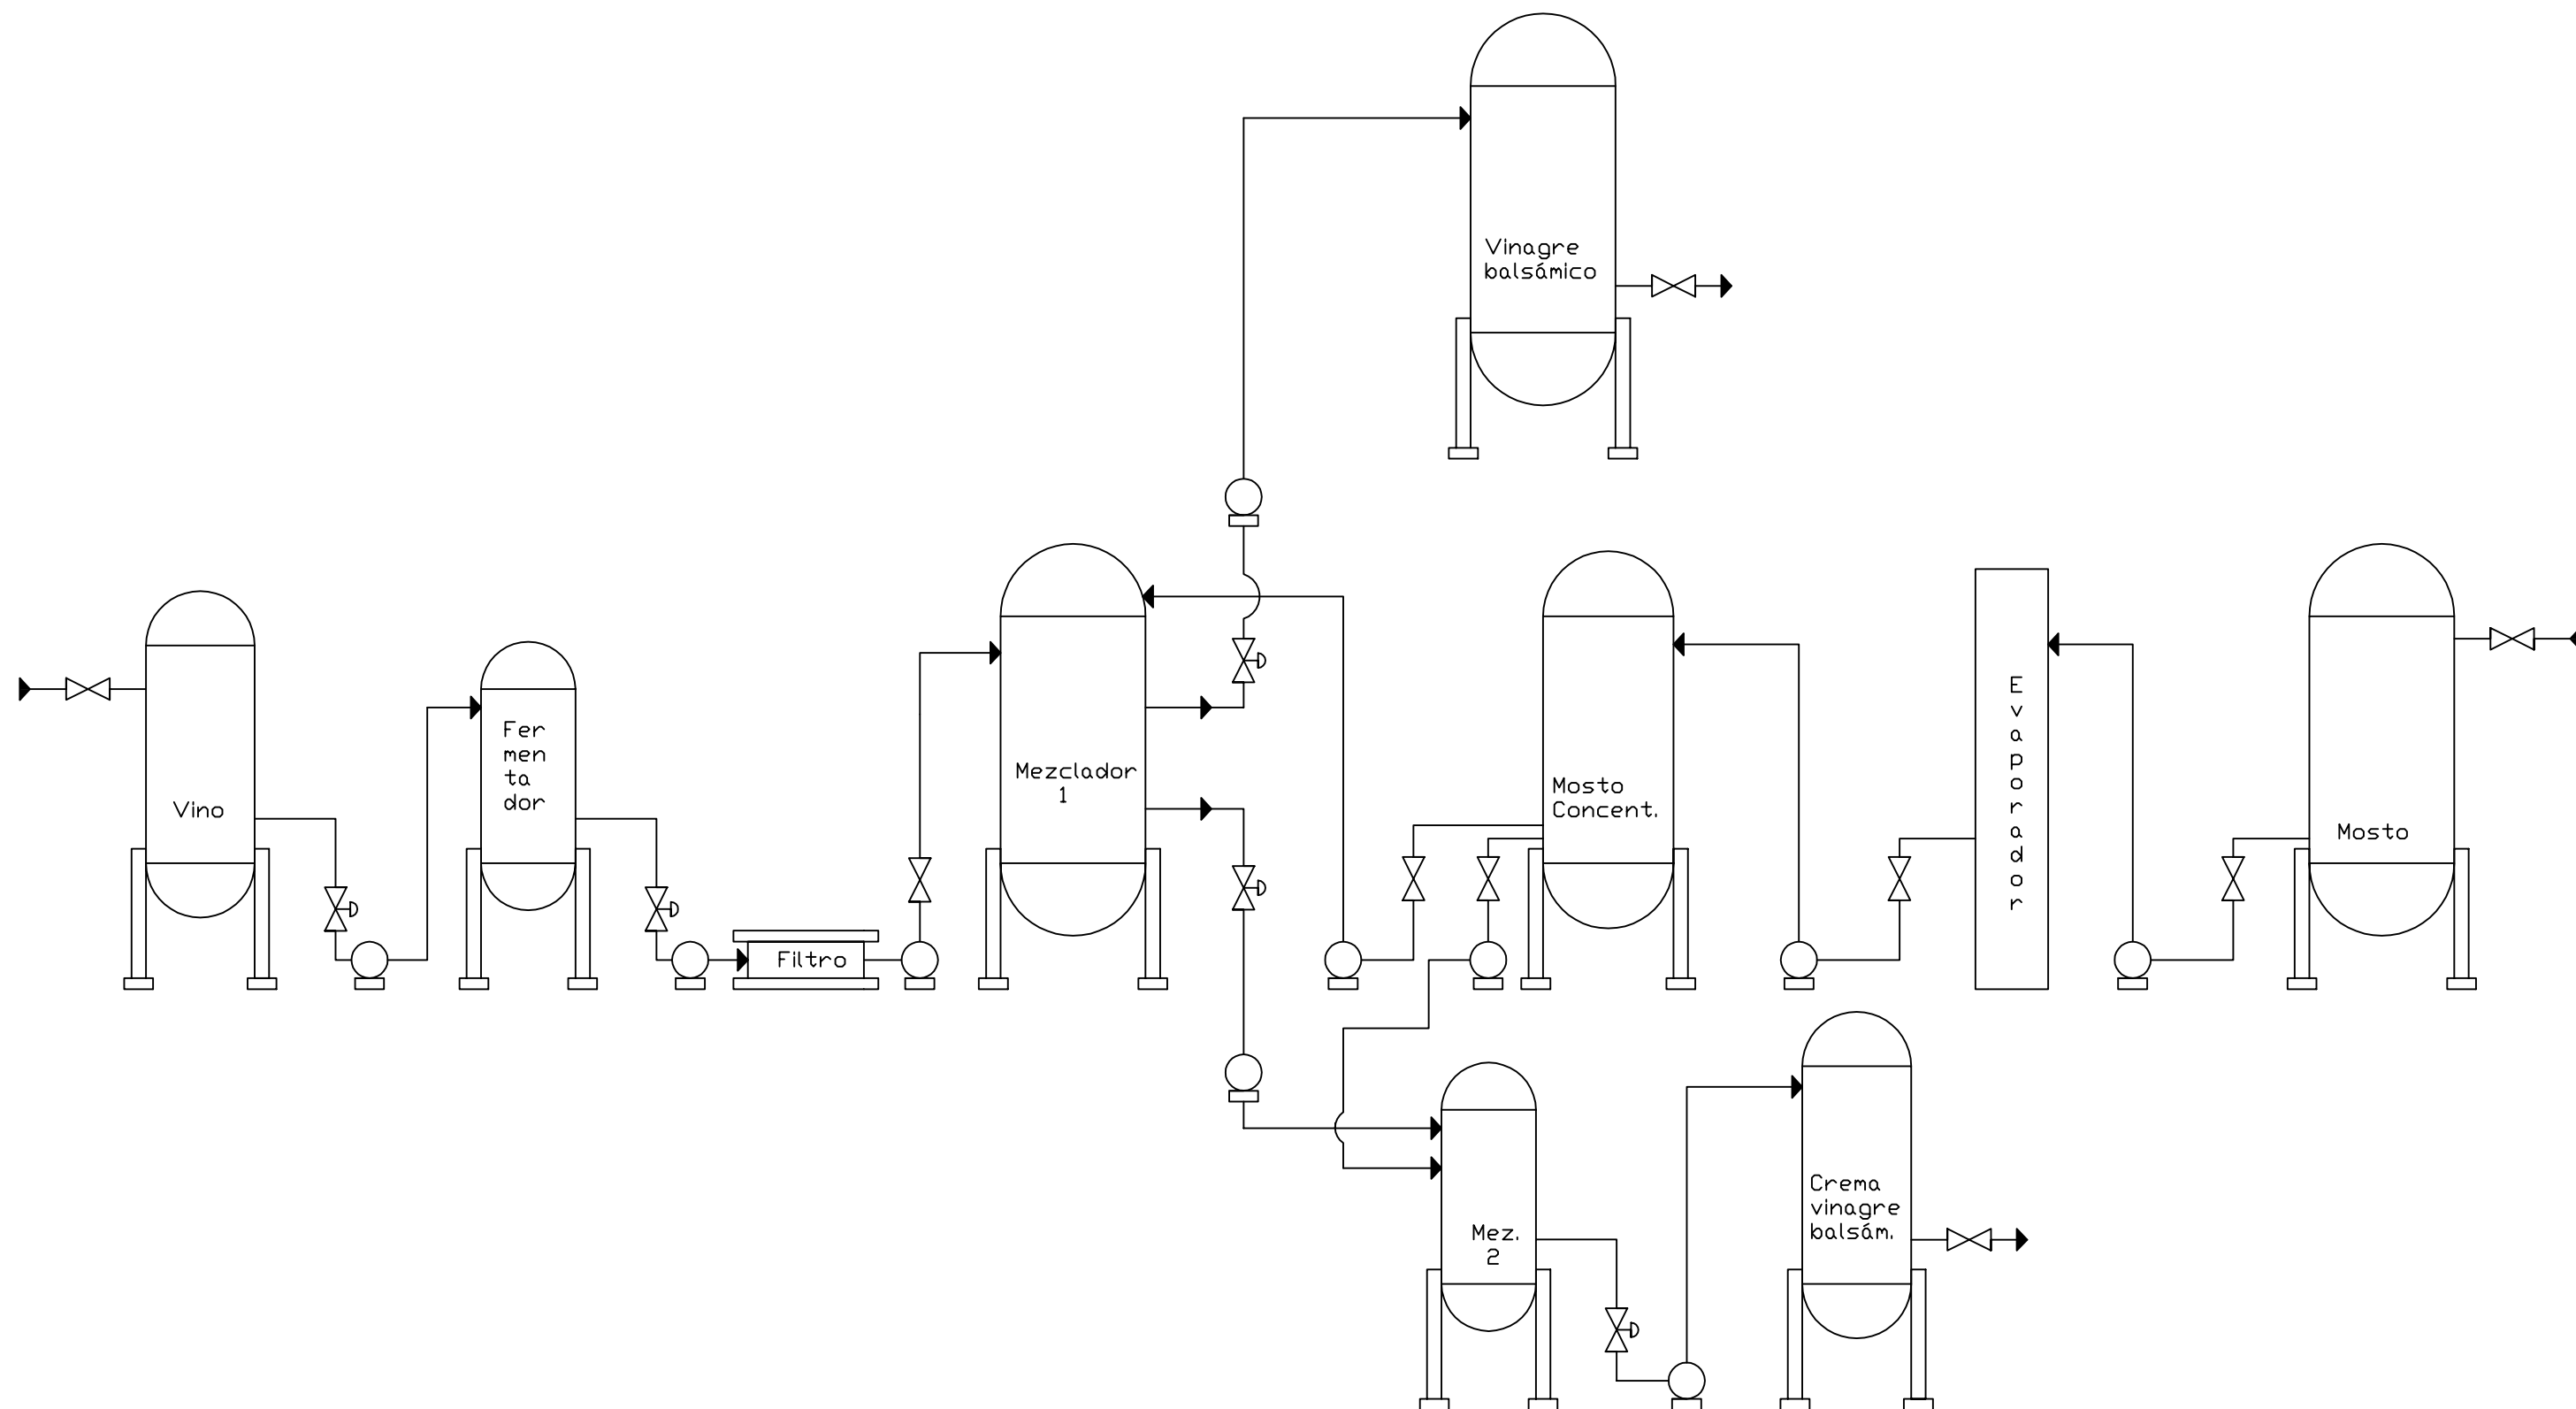 Vinagre
balsámico
Vino
Fer
men
ta
dor
Filtro
Mezclador
1
Mosto
Concent.
E
v
a
p
o
r
a
d
o
r
Mosto
Mez.
2
Crema
vinagre
balsám.